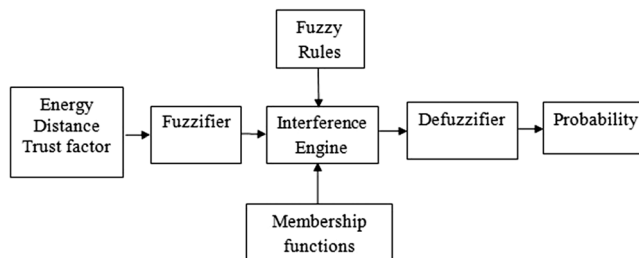 Fuzzy
Rules
Energy
Distance
Trust factor
Fuzzifier
Interference
Engine
Defuzzifier
Probability
Membership
functions